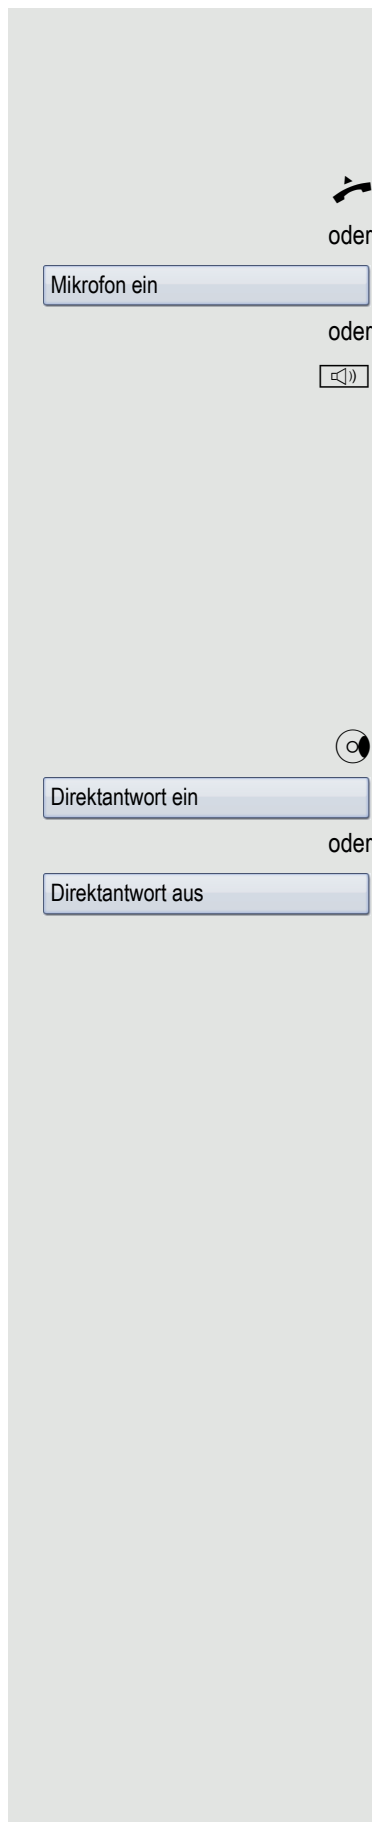 oder
Mikrofon ein
oder
Direktantwort ein
oder
Direktantwort aus